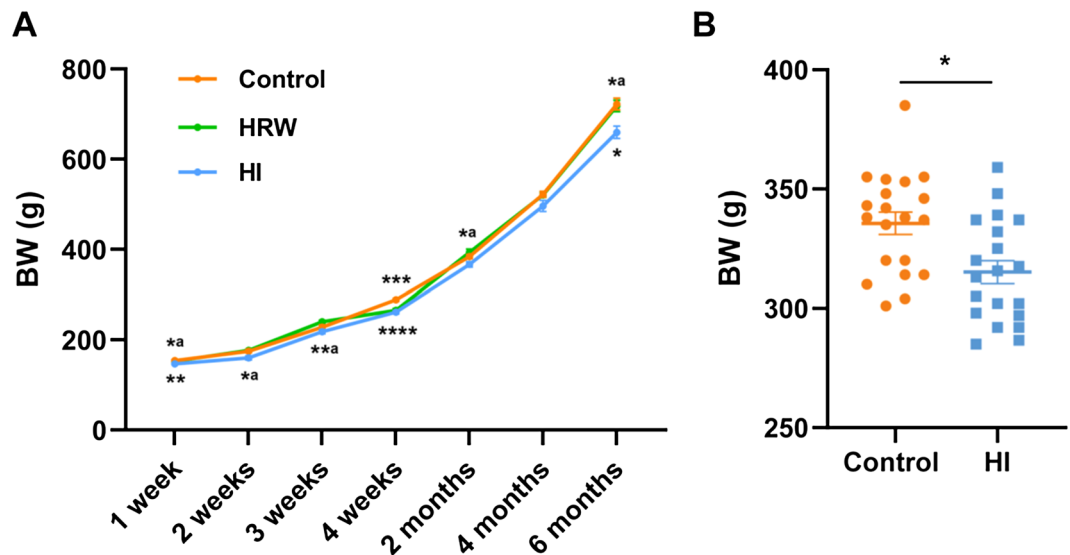 A
BW (g)
800
600
400
200
0
Control
HRW
HI
*a
**
*a
**a
***
****
*a
*a
*
1 week
2 weeks
3 weeks
4 weeks
2 months
4 months
6 months
B
BW (g)
400
350
300
250
*
Control
HI